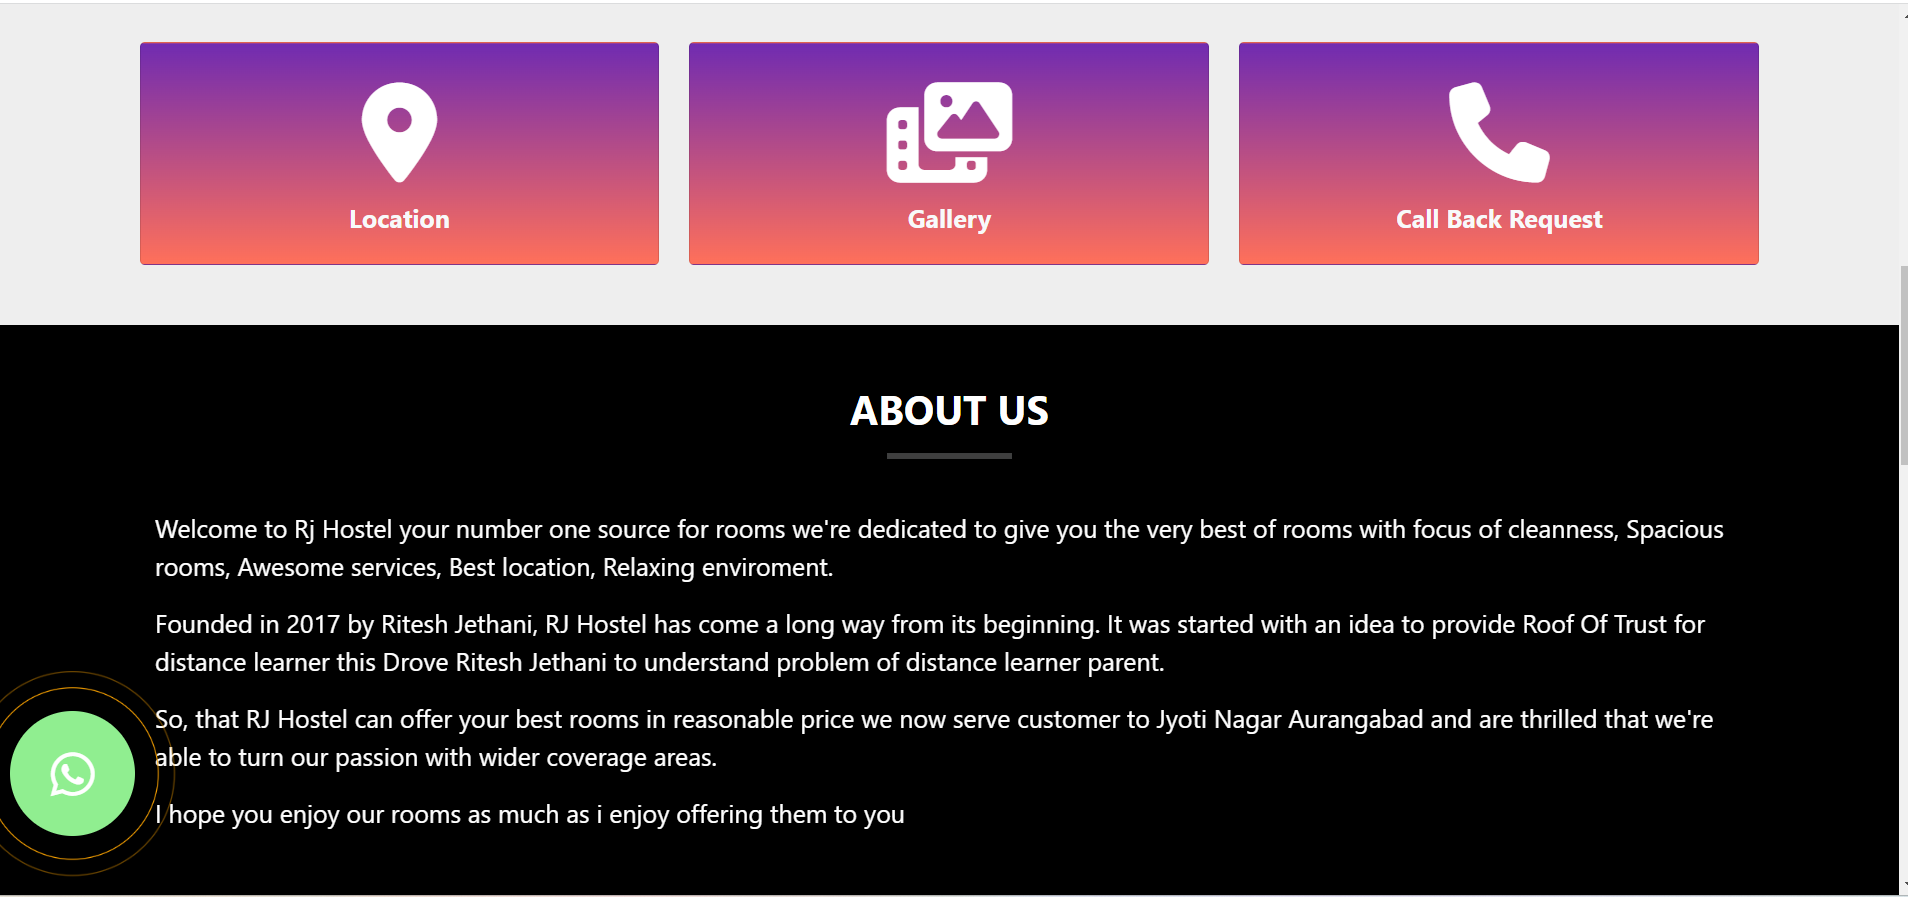 Location
Gallery
Call Back Request
ABOUT US
Welcome to Rj Hostel your number one source for rooms we're dedicated to give you the very best of rooms with focus of cleanness, Spacious
rooms, Awesome services, Best location, Relaxing enviroment.
Founded in 2017 by Ritesh Jethani, RJ Hostel has come a long way from its beginning. It was started with an idea to provide Roof Of Trust for
distance learner this Drove Ritesh Jethani to understand problem of distance learner parent.
So, that RJ Hostel can offer your best rooms in reasonable price we now serve customer to Jyoti Nagar Aurangabad and are thrilled that we're
able to turn our passion with wider coverage areas.
I hope you enjoy our rooms as much as i enjoy offering them to you